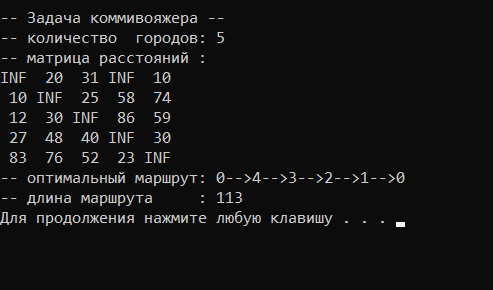 -- Задача коммивояжера --
-- количество  городов: 5
-- матрица расстояний :
INF  20  31 INF  10
 10 INF  25  58  74
 12  30 INF  86  59
 27  48  40 INF  30
 83  76  52  23 INF
-- оптимальный маршрут: 0-->4-->3-->2-->1-->0
-- длина маршрута     : 113
Для продолжения нажмите любую клавишу . . .